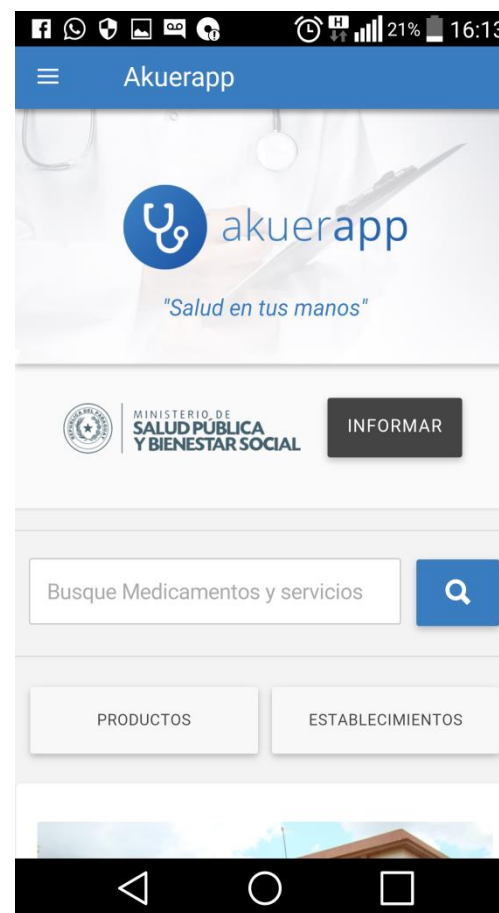 H
21% 16:13
Akuerapp
akuerapp
"Salud en tus manos"
MINISTERIO DE
SALUD PÚBLICA
Y BIENESTAR SOCIAL
INFORMAR
Busque Medicamentos y servicios
PRODUCTOS
ESTABLECIMIENTOS